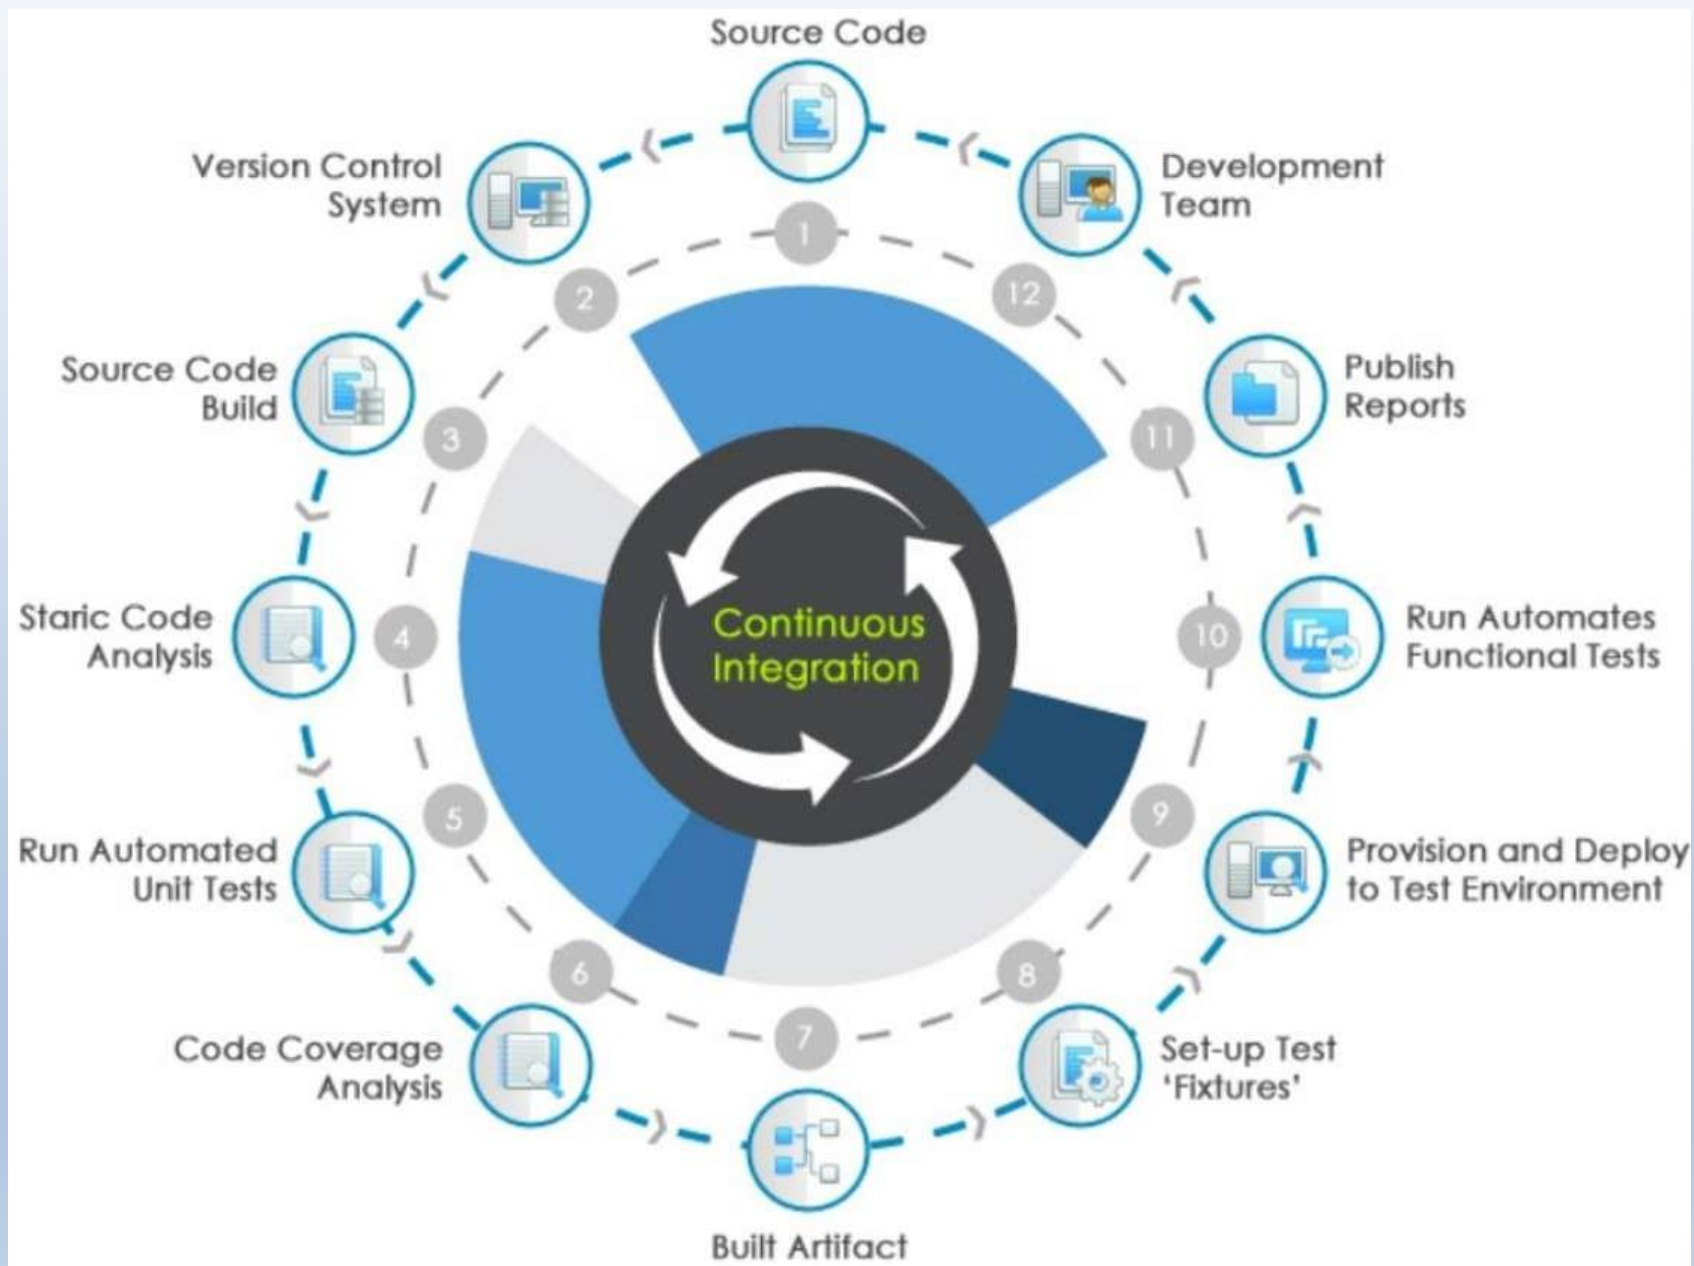 Source Code
Version Control
System
Source Code
Build
Staric Code
Analysis
Run Automated
Unit Tests
Code Coverage
Analysis
Built Artifact
Set-up Test
'Fixtures'
Provision and Deploy
to Test Environment
Run Automates
Functional Tests
Publish
Reports
Development
Team
1
2
3
4
5
6
7
8
9
10
11
12
Continuous
Integration